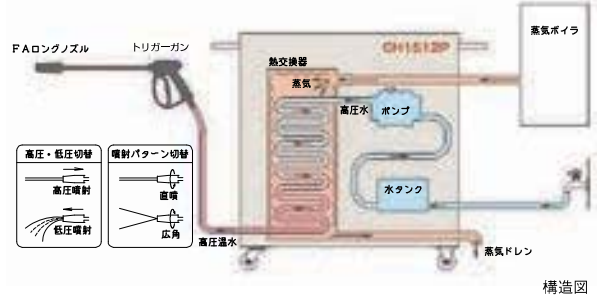 FAロングノズル
トリガーガン
CH1512P
蒸気ボイラ
熱交換器
蒸気
高圧水
ポンプ
水タンク
高圧・低圧切替
高圧噴射
低圧噴射
噴射パターン切替
直噴
広角
高圧温水
蒸気ドレン
構造図